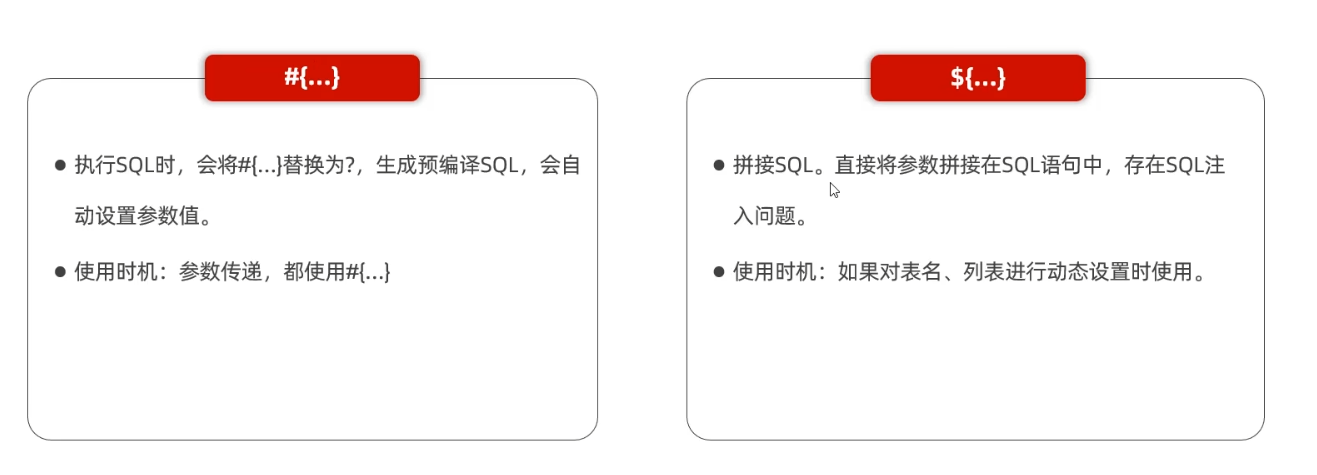 #{...}
● 执行SQL时，会将#{...}替换为?，生成预编译SQL，会自
动设置参数值。
● 使用时机：参数传递，都使用#{...}
${...}
● 拼接SQL。直接将参数拼接在SQL语句中，存在SQL注
入问题。
● 使用时机：如果对表名、列表进行动态设置时使用。